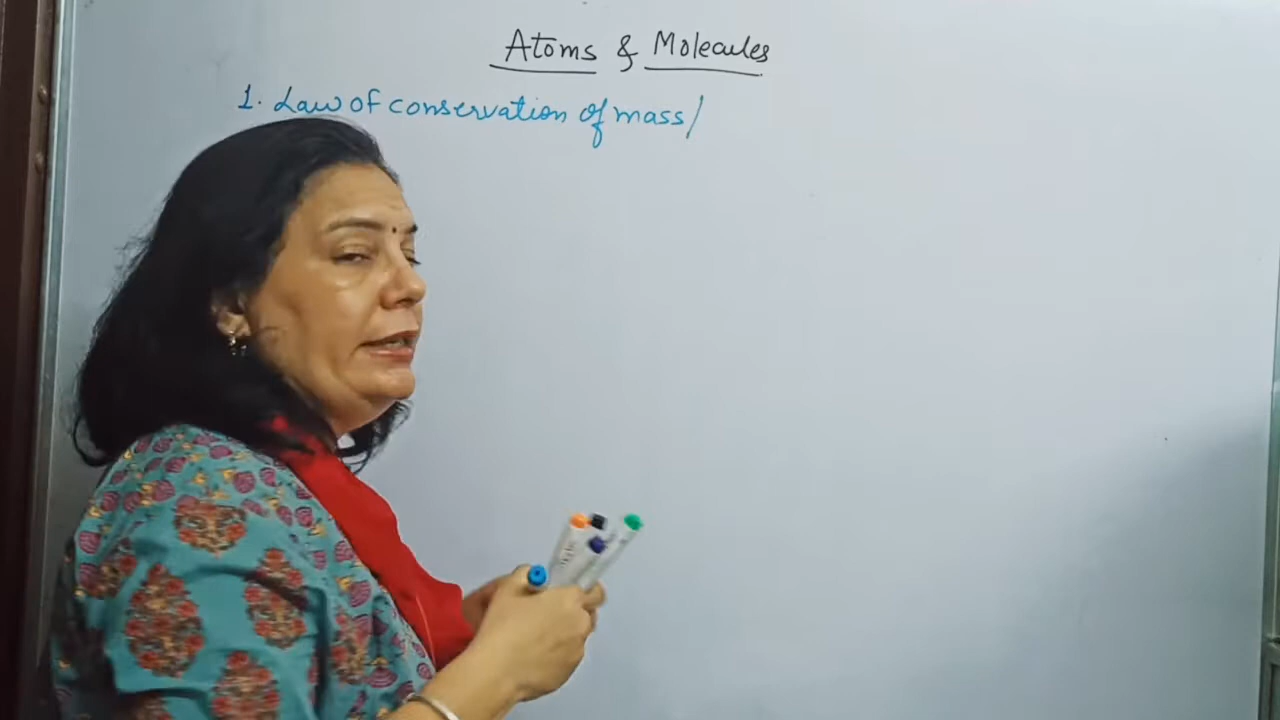 Atoms & Molecules
1. Law of conservation of mass/